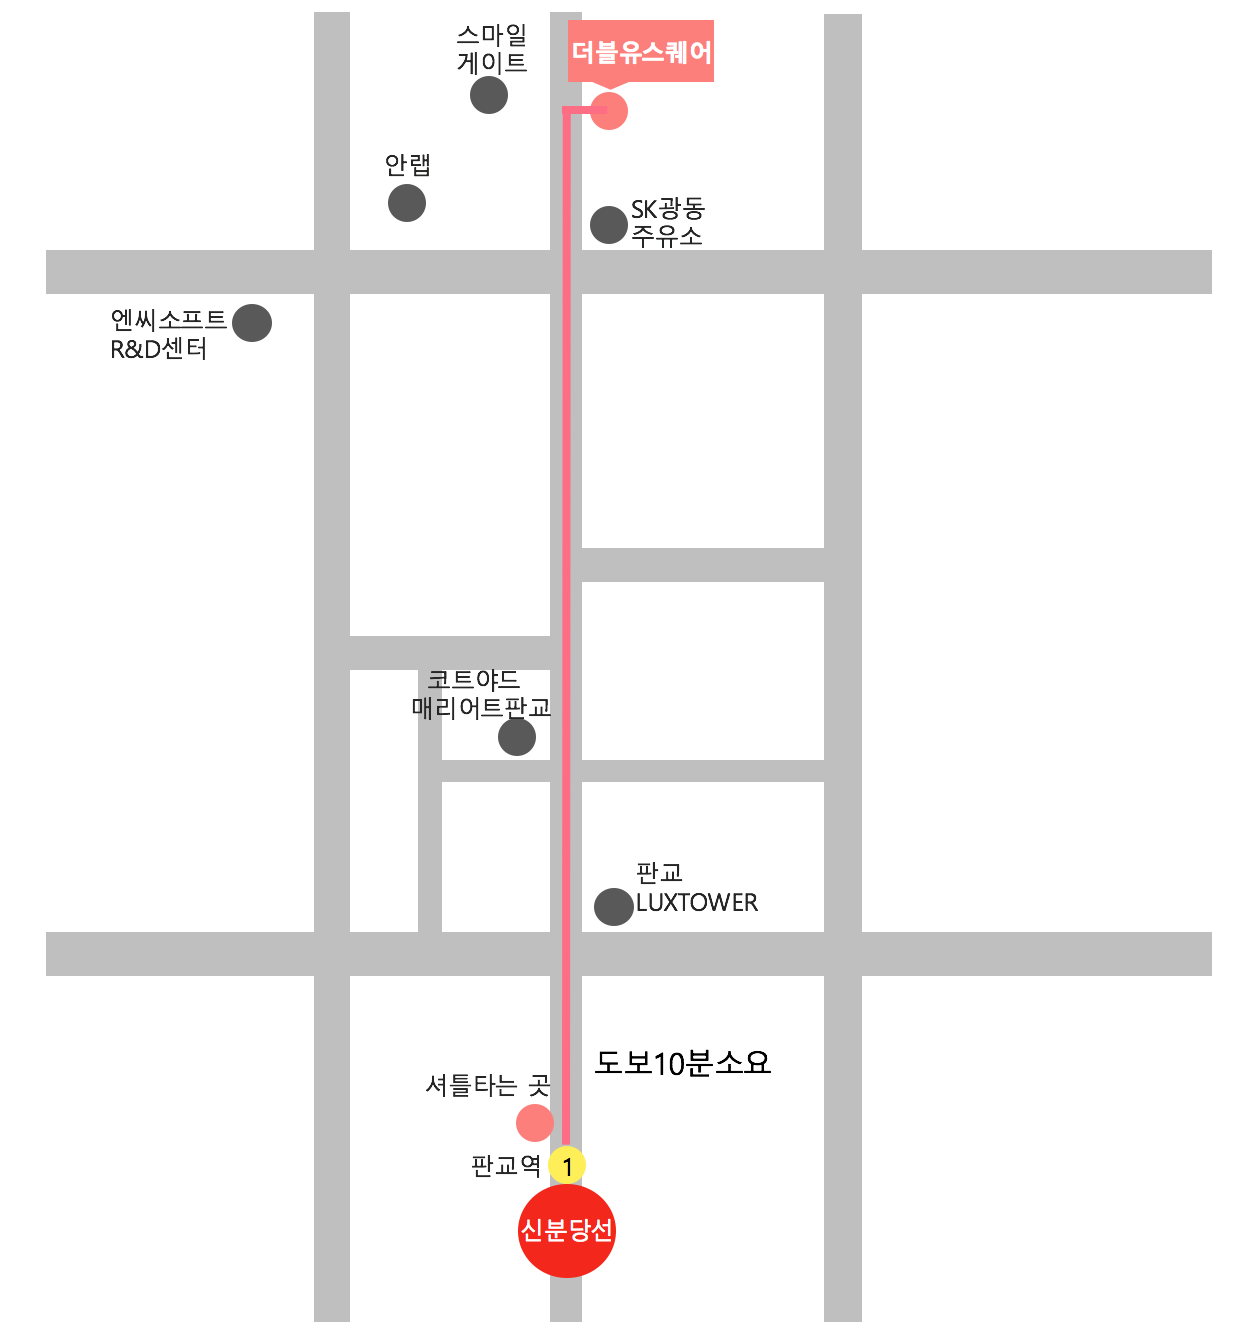 스마일
게이트
더블유스퀘어
안랩
SK광동
주유소
엔씨소프트
R&D센터
코트야드
매리어트판교
판교
LUXTOWER
도보10분소요
셔틀타는 곳
판교역
1
신분당선